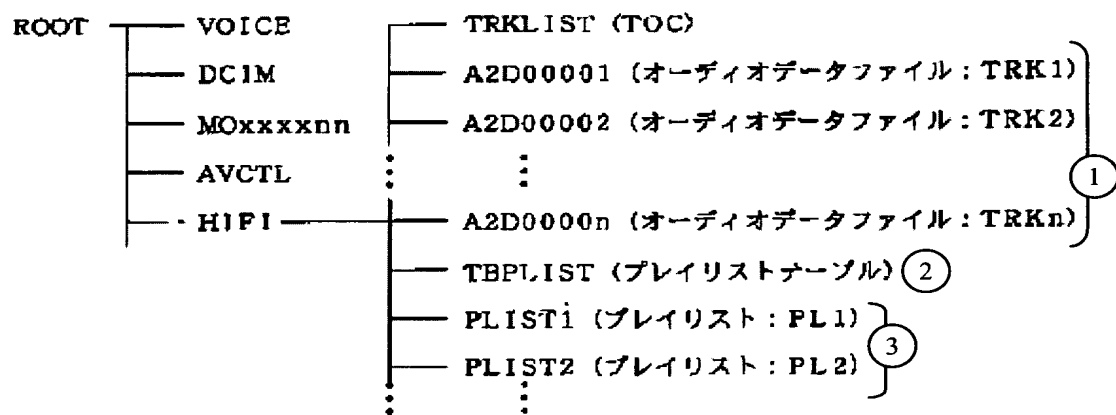 ROOT VOICE TRKLIST (TOC)
DCIM A2D00001 (オーディオデータファイル：TRK1)
MOxxxxnn A2D00002 (オーディオデータファイル：TRK2)
AVCTL
①
HIFI A2D0000n (オーディオデータファイル：TRKn)
TBPLIST (プレイリストテーブル) ②
PLIST1 (プレイリスト：PL1)
③
PLIST2 (プレイリスト：PL2)